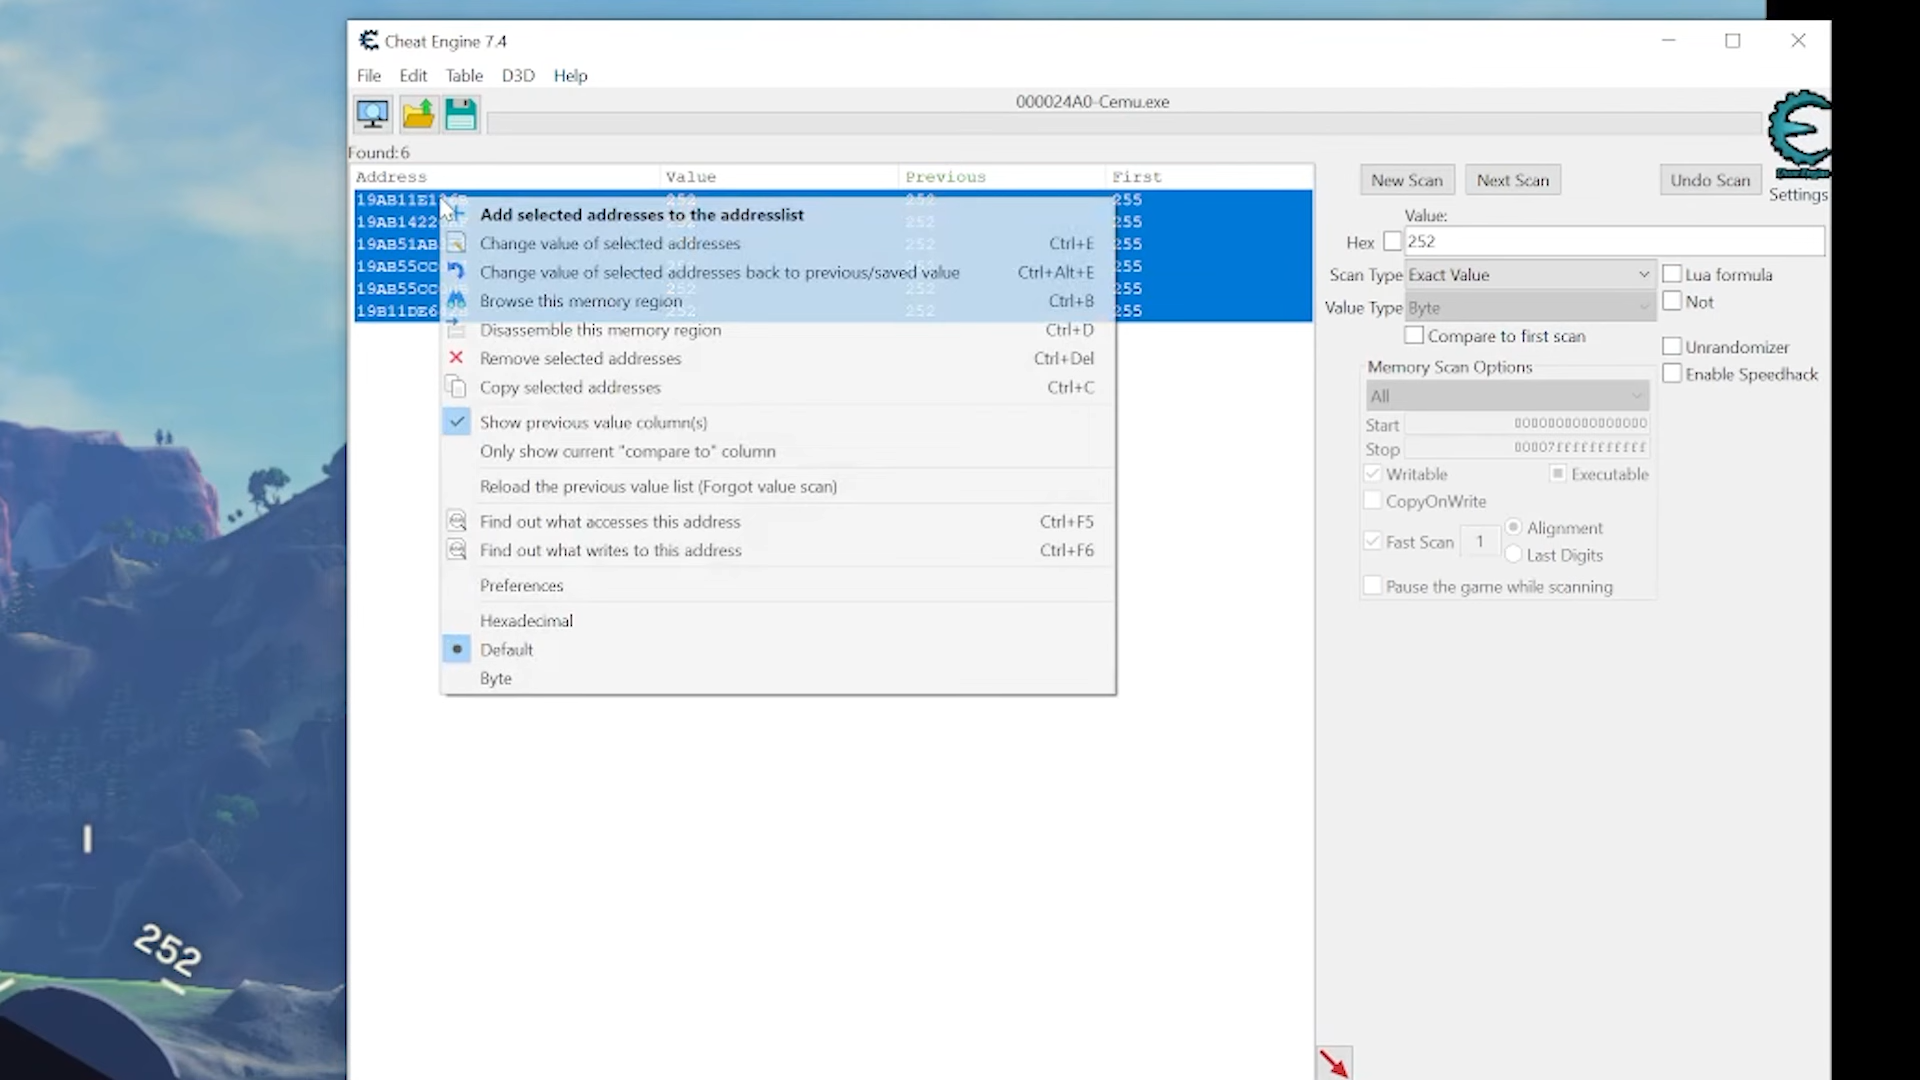 Cheat Engine 7.4
File Edit Table D3D Help
000024A0-Cemu.exe
Found:6
Address Value Previous First
252 252 255
252 255
252 255
255
252 252 255
252 255
Add selected addresses to the addresslist
Change value of selected addresses Ctrl+E
Change value of selected addresses back to previous/saved value Ctrl+Alt+E
Browse this memory region Ctrl+B
Disassemble this memory region Ctrl+D
Remove selected addresses Ctrl+Del
Copy selected addresses Ctrl+C
Show previous value column(s)
Only show current "compare to" column
Reload the previous value list (Forgot value scan)
Find out what accesses this address Ctrl+F5
Find out what writes to this address Ctrl+F6
Preferences
Hexadecimal
Default
Byte
New Scan Next Scan Undo Scan
Settings
Value:
Hex 252
Scan Type Exact Value Lua formula
Value Type Byte Not
Compare to first scan
Unrandomizer
Memory Scan Options
Enable Speedhack
All
Start 0000000000000000
Stop 00007fffffffffff
Writable Executable
CopyOnWrite
Fast Scan 1 Alignment
Last Digits
Pause the game while scanning
252